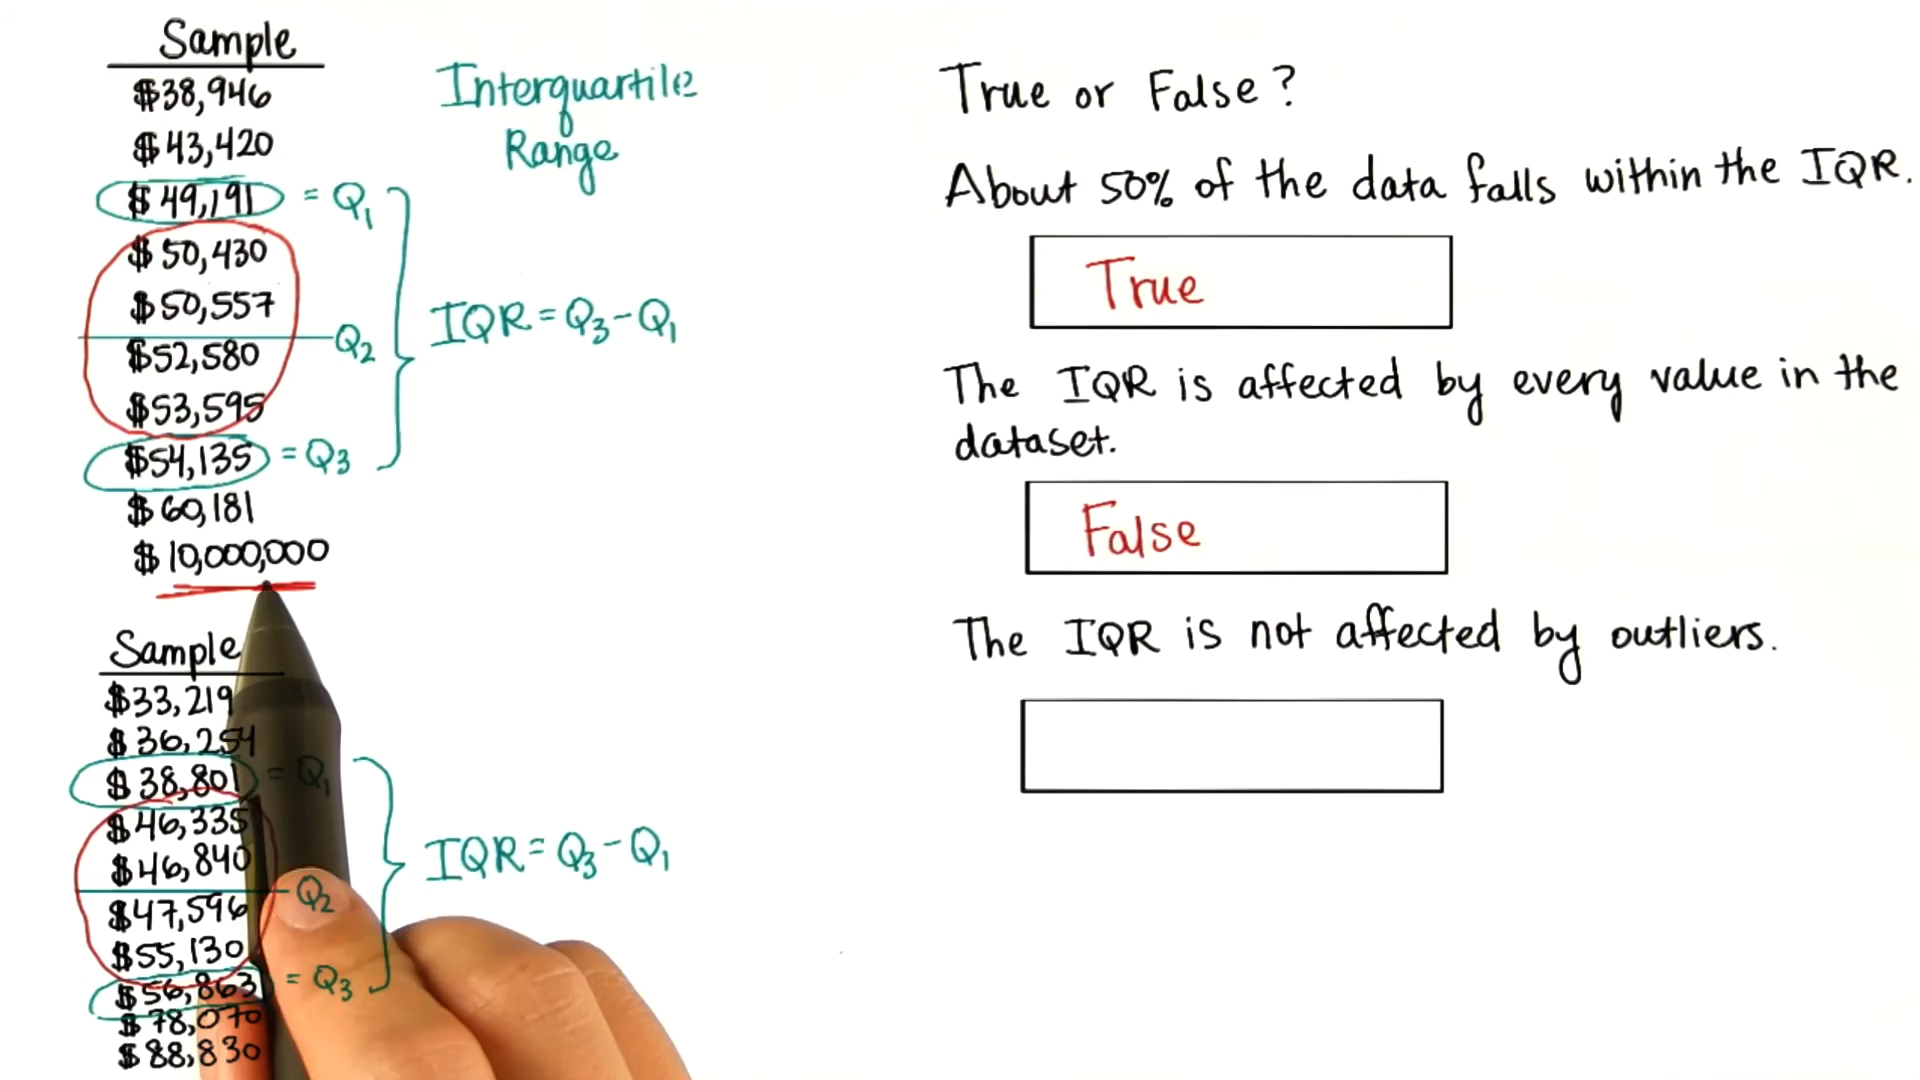 Sample
$38,946
$43,420
$49,191 = Q1
$50,430
$50,557
Q2
$52,580
$53,595
$54,135 = Q3
$60,181
$10,000,000
Interquartile
Range
IQR = Q3 - Q1
Sample
$33,219
$36,254
$38,801 = Q1
$46,335
$46,840
Q2
$47,596
$55,130
$56,863 = Q3
$78,070
$88,830
IQR = Q3 - Q1
True or False?
About 50% of the data falls within the IQR.
True
The IQR is affected by every value in the
dataset.
False
The IQR is not affected by outliers.